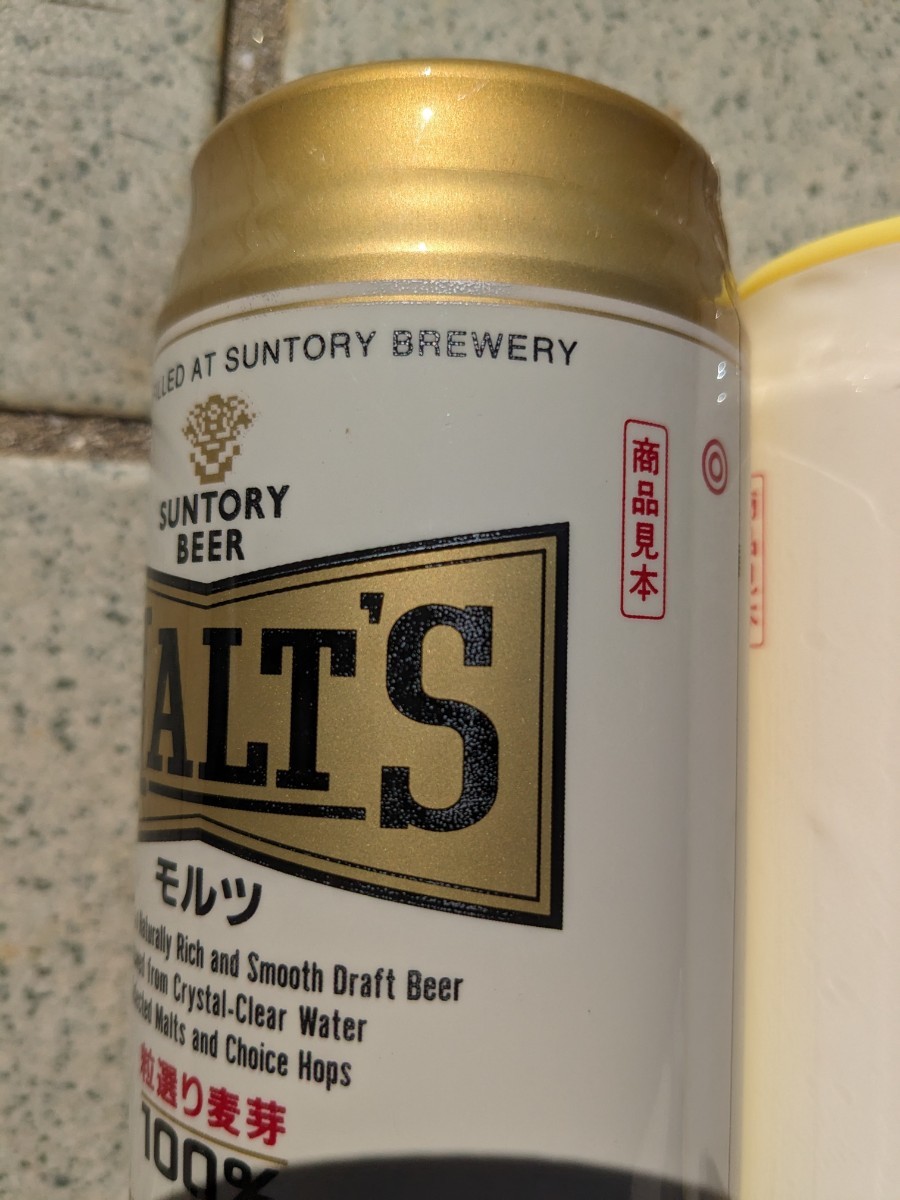 AT SUNTORY BREWERY
SUNTORY
BEER
商品見本
ALT'S
モルツ
Naturally Rich and Smooth Draft Beer
from Crystal-Clear Water
Malts and Choice Hops
粒選り麦芽
100%